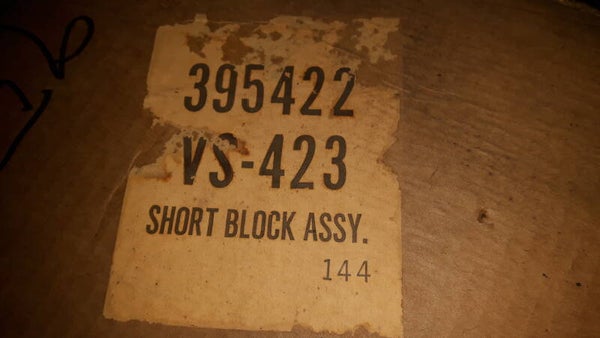 395422
VS-423
SHORT BLOCK ASSY.
144